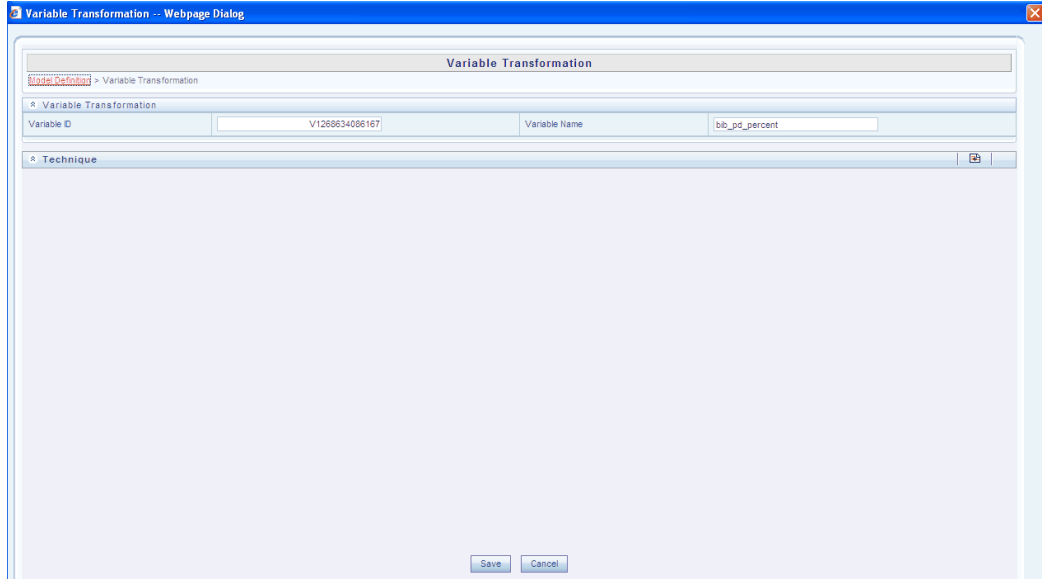 Variable Transformation -- Webpage Dialog
Variable Transformation
Model Definition > Variable Transformation
Variable Transformation
Variable ID V1268634086167 Variable Name bib_pd_percent
Technique
Save Cancel